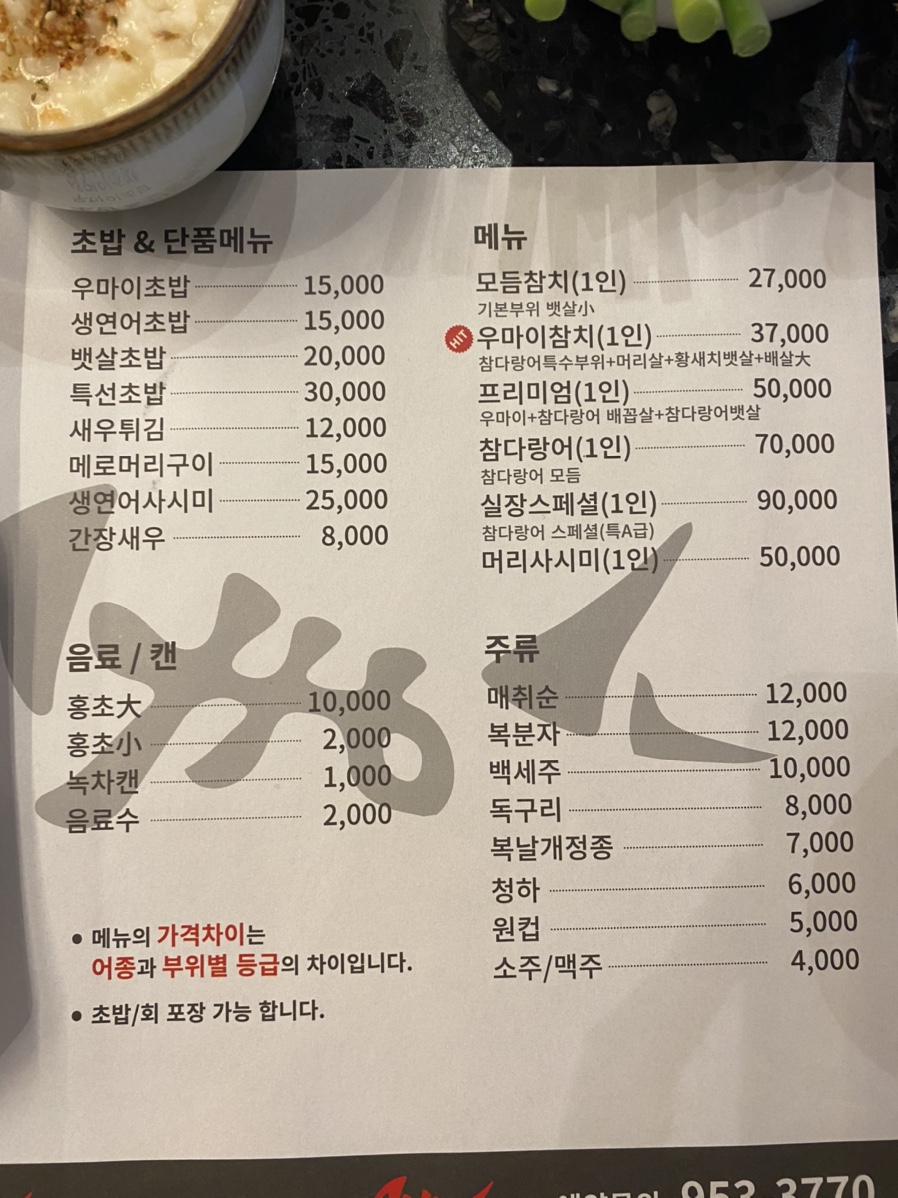 초밥 & 단품메뉴
우마이초밥 15,000
생연어초밥 15,000
뱃살초밥 20,000
특선초밥 30,000
새우튀김 12,000
메로머리구이 15,000
생연어사시미 25,000
간장새우 8,000
음료 / 캔
홍초大 10,000
홍초小 2,000
녹차캔 1,000
음료수 2,000
• 메뉴의 가격차이는
어종과 부위별 등급의 차이입니다.
• 초밥/회 포장 가능 합니다.
메뉴
모듬참치(1인) 27,000
기본부위 뱃살小
HIT 우마이참치(1인) 37,000
참다랑어특수부위+머리살+황새치뱃살+배살大
프리미엄(1인) 50,000
우마이+참다랑어 배꼽살+참다랑어뱃살
참다랑어(1인) 70,000
참다랑어 모듬
실장스페셜(1인) 90,000
참다랑어 스페셜(특A급)
머리사시미(1인) 50,000
주류
매취순 12,000
복분자 12,000
백세주 10,000
독구리 8,000
복날개정종 7,000
청하 6,000
원컵 5,000
소주/맥주 4,000
953-3770